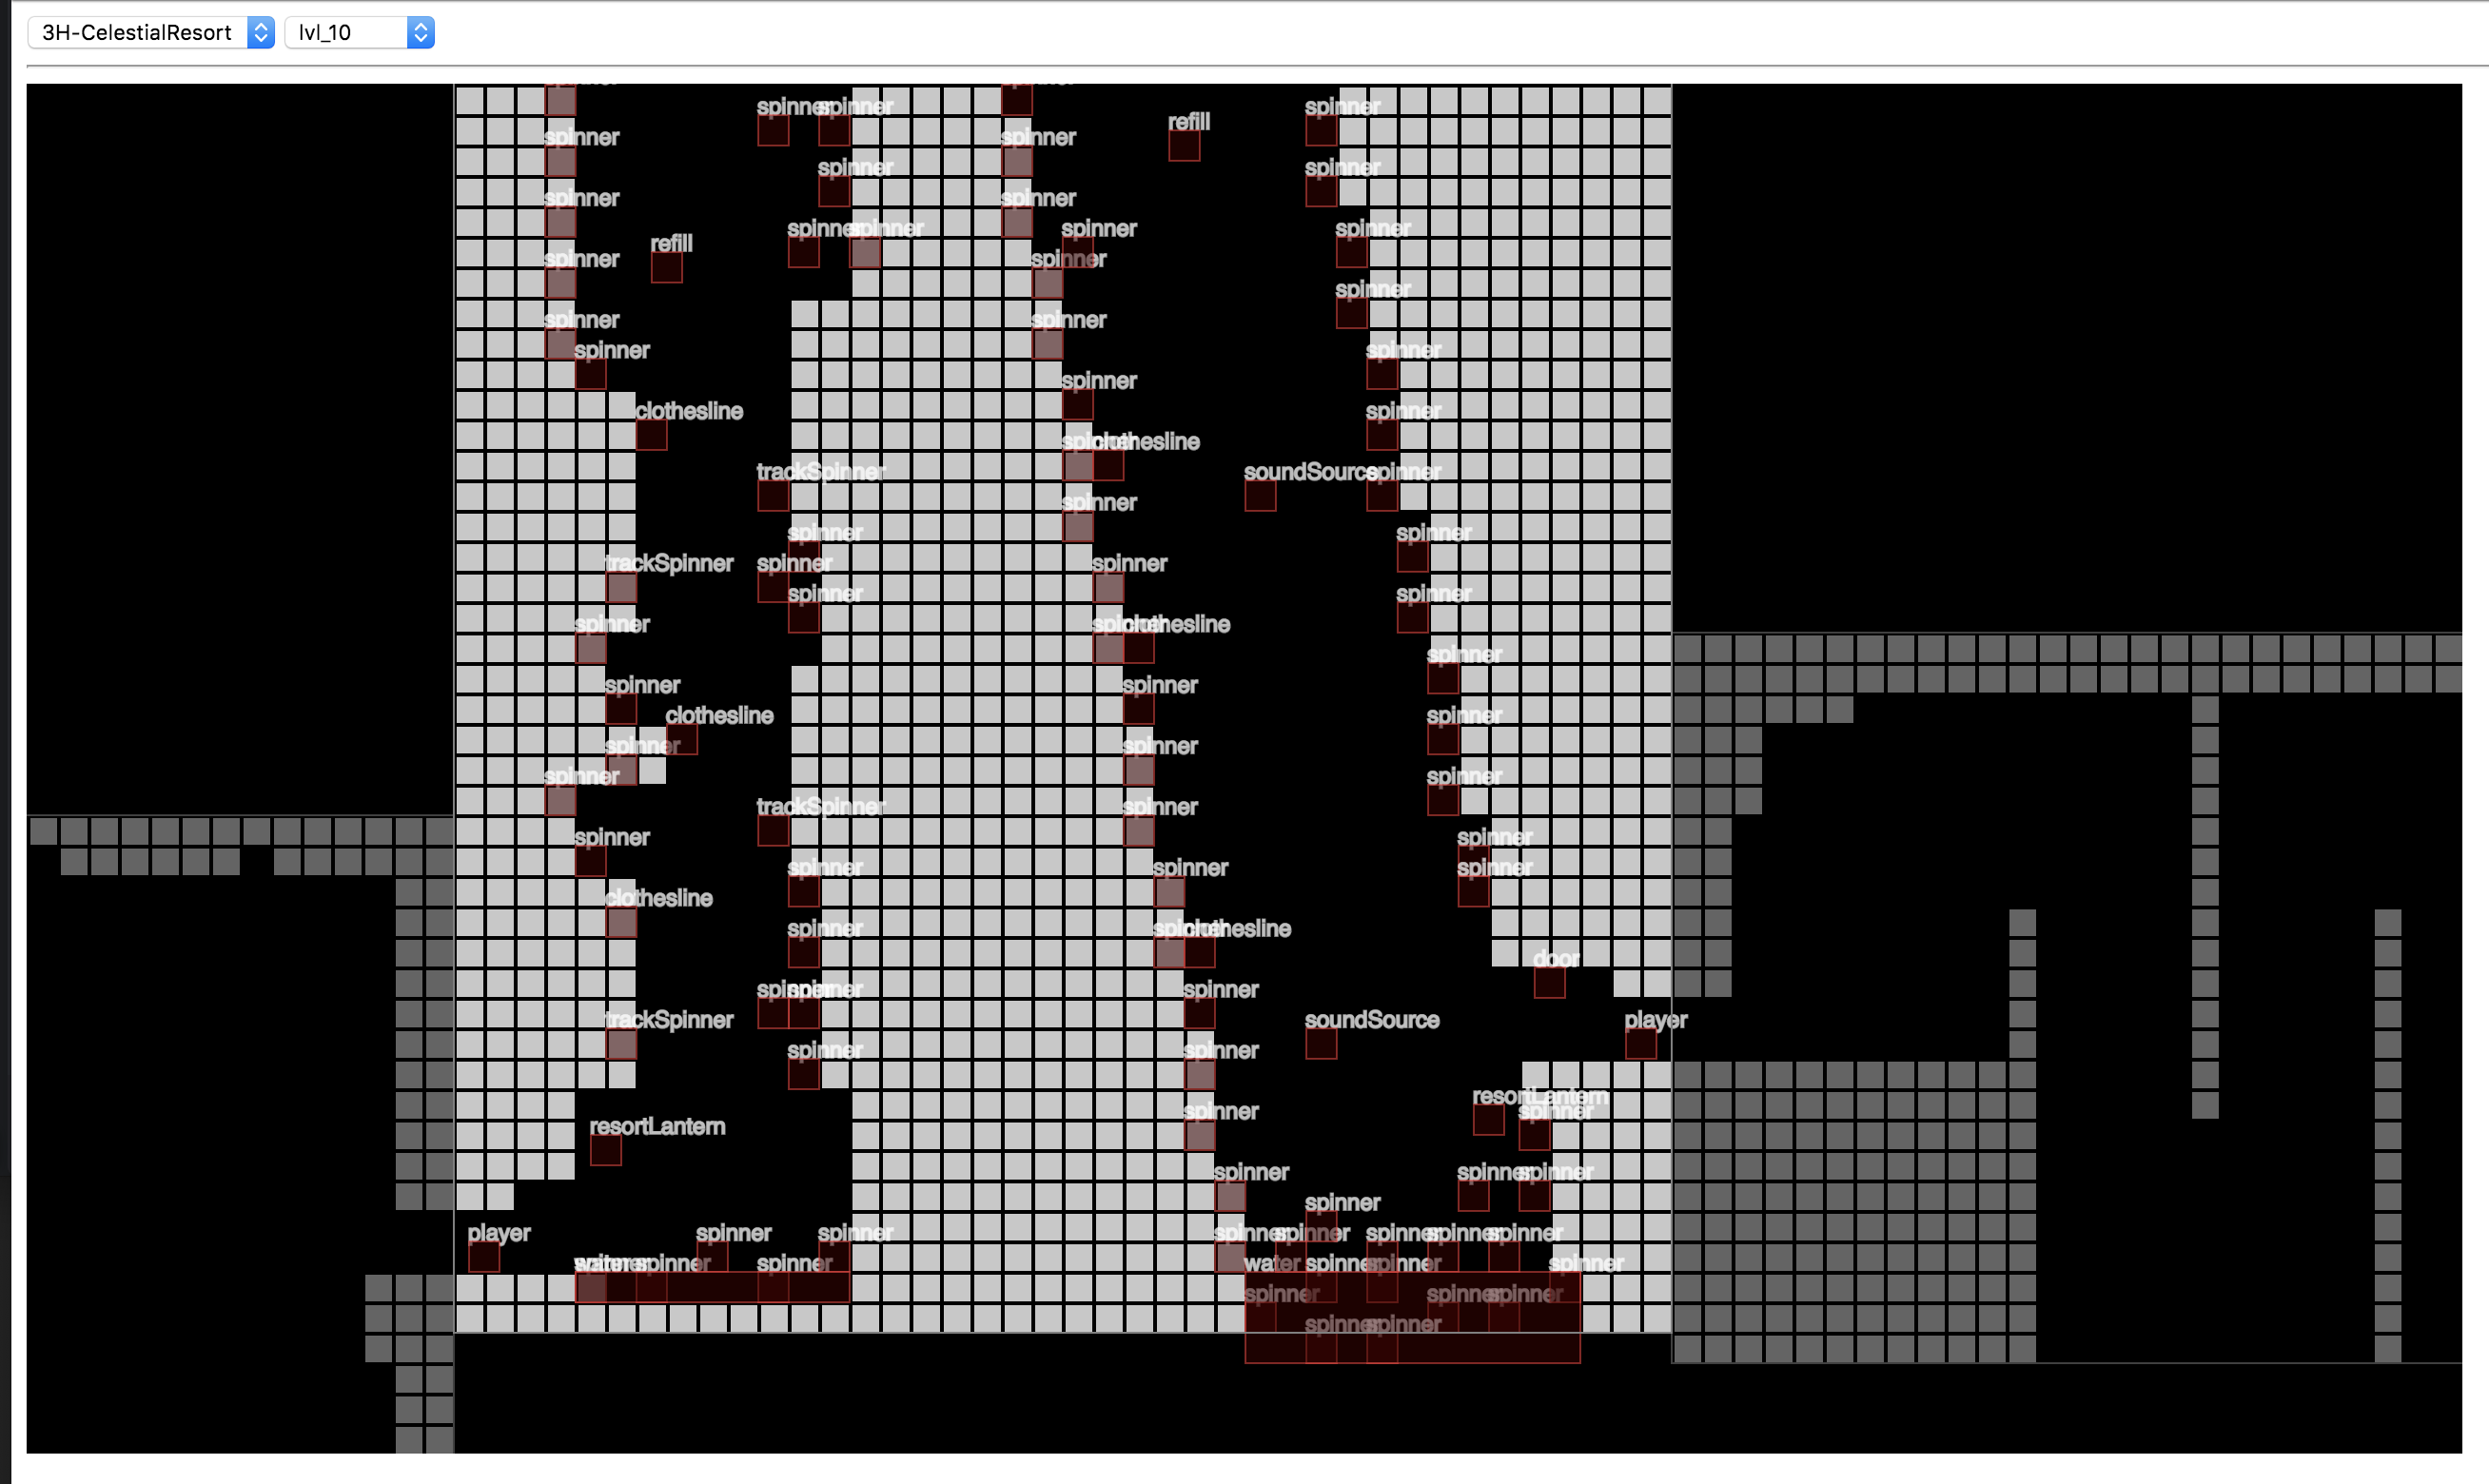 3H-CelestialResort lvl_10
spinner spinner spinner
refill
spinner spinner
spinner spinner
spinner spinner
spinner spinner spinner spinner
refill
spinner spinner
spinner
spinner spinner
spinner spinner
spinner
clothesline spinner
spinner clothesline
trackSpinner soundSource spinner
spinner
spinner spinner
trackSpinner spinner spinner
spinner spinner
spinner spinner clothesline
spinner
spinner spinner
clothesline spinner
spinner spinner
spinner spinner
trackSpinner spinner
spinner spinner
spinner spinner spinner
clothesline
spinner spinner clothesline
door
spinner spinner spinner
trackSpinner soundSource player
spinner spinner
resortLantern
spinner spinner
resortLantern
spinner spinner spinner
spinner
player spinner spinner spinner spinner spinner spinner spinner
water spinner spinner spinner water spinner spinner spinner
spinner spinner spinner
spinner spinner